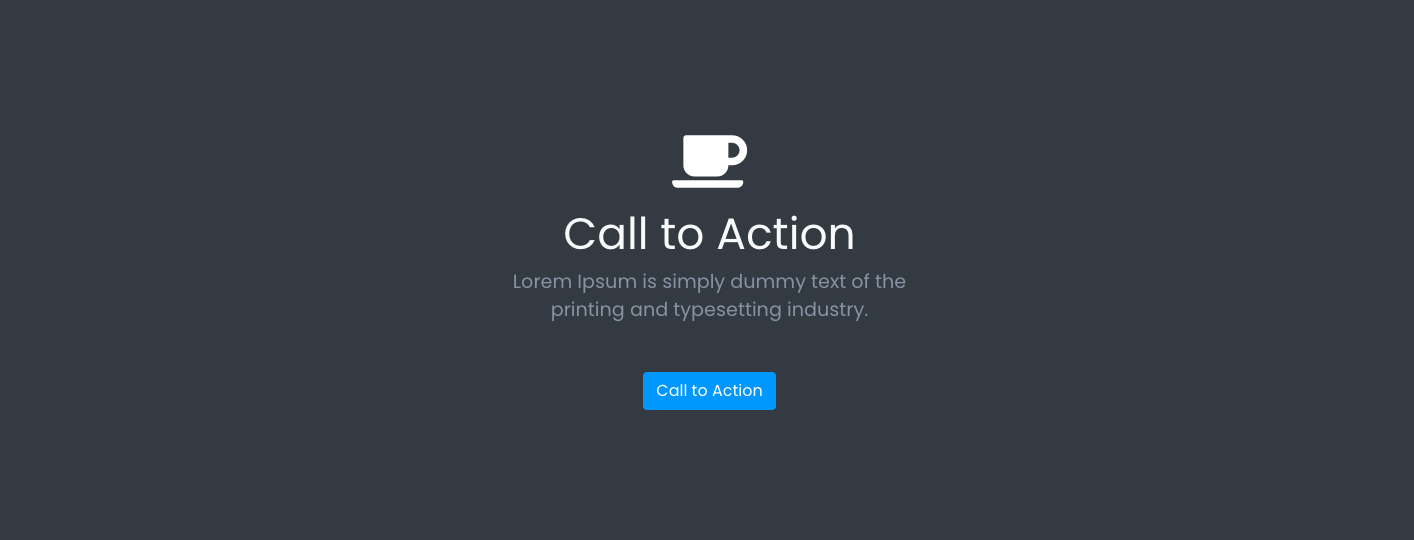 Call to Action
Lorem Ipsum is simply dummy text of the
printing and typesetting industry.
Call to Action